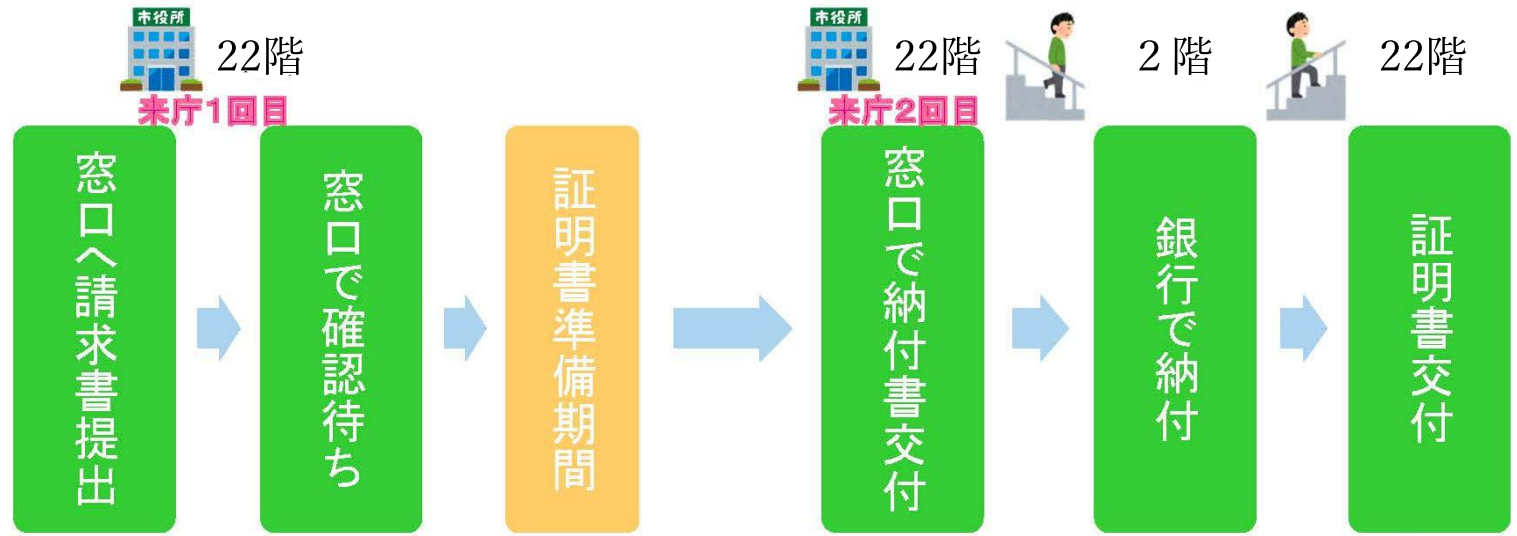 市役所
22階
来庁1回目
市役所
22階
2階
22階
来庁2回目
窓口へ請求書提出
窓口で確認待ち
証明書準備期間
窓口で納付書交付
銀行で納付
証明書交付